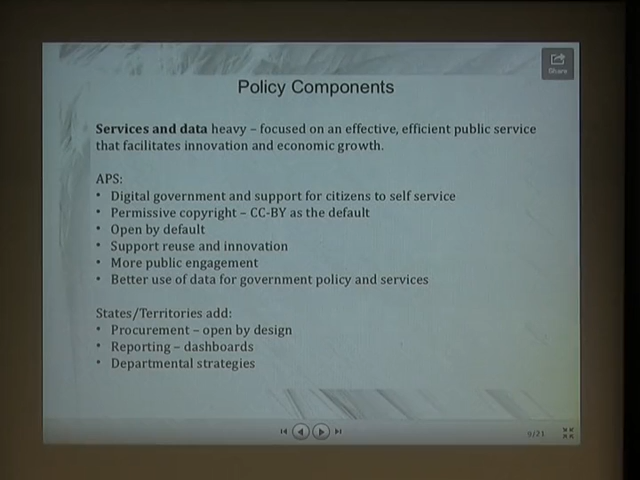 Share
Policy Components
Services and data heavy – focused on an effective, efficient public service
that facilitates innovation and economic growth.
APS:
• Digital government and support for citizens to self service
• Permissive copyright – CC-BY as the default
• Open by default
• Support reuse and innovation
• More public engagement
• Better use of data for government policy and services
States/Territories add:
• Procurement – open by design
• Reporting – dashboards
• Departmental strategies
9/21